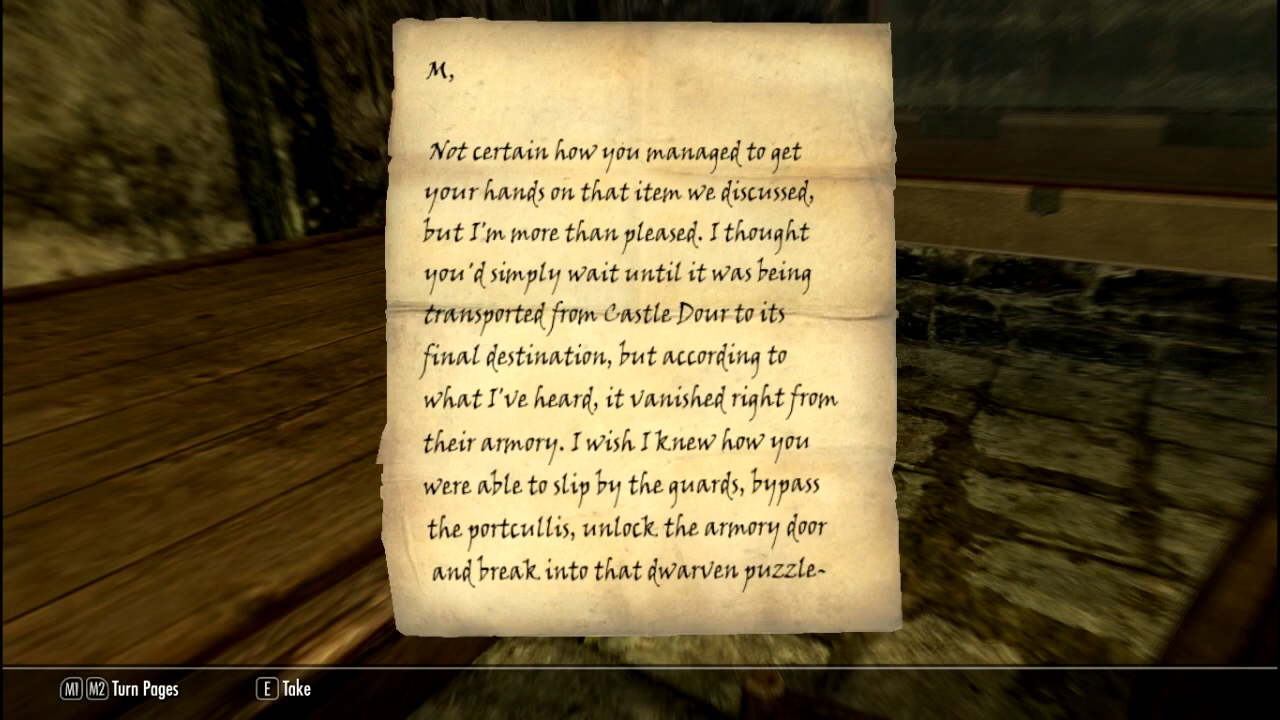 M,
Not certain how you managed to get
your hands on that item we discussed,
but I'm more than pleased. I thought
you'd simply wait until it was being
transported from Castle Dour to its
final destination, but according to
what I've heard, it vanished right from
their armory. I wish I knew how you
were able to slip by the guards, bypass
the portcullis, unlock the armory door
and break into that dwarven puzzle-
M1 M2 Turn Pages E Take